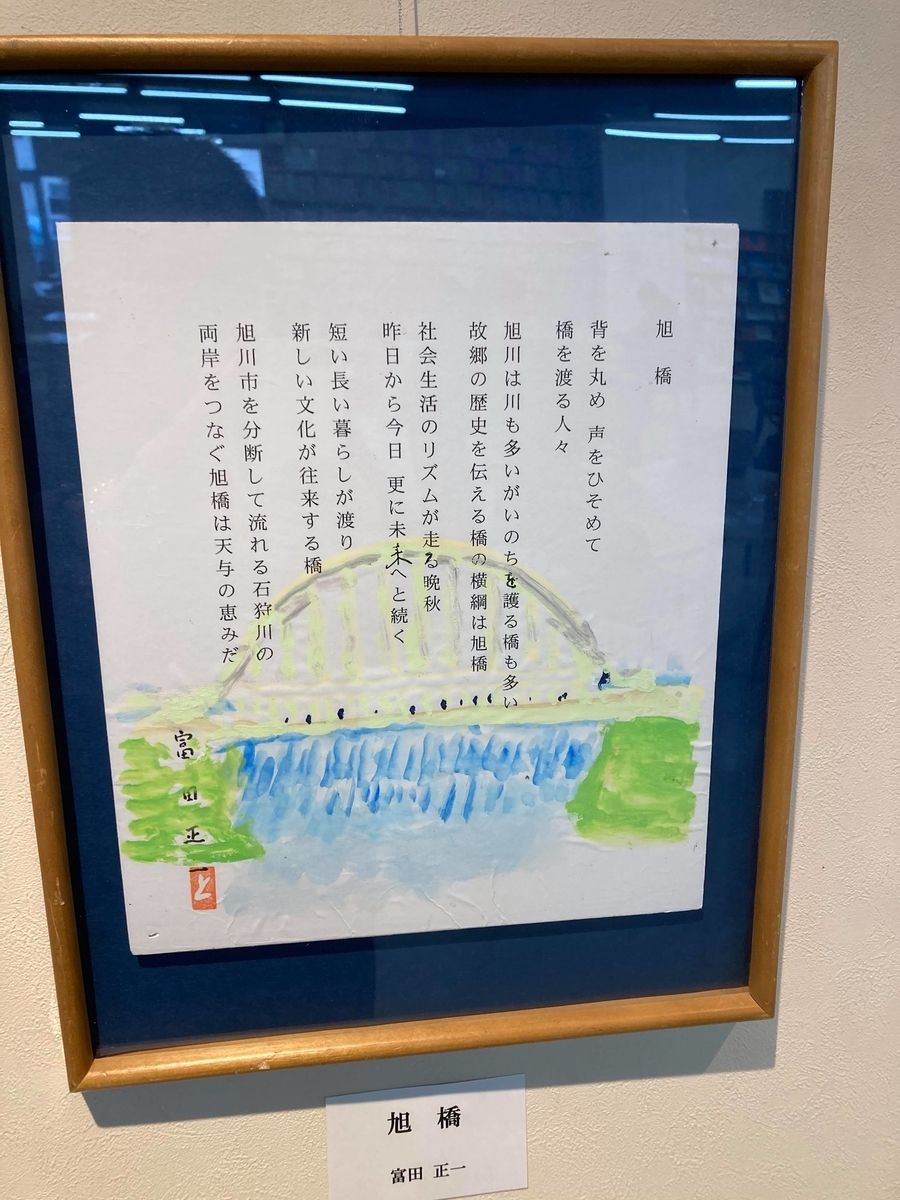 旭 橋
背を丸め 声をひそめて
橋を渡る人々
旭川は川も多いがいのちを護る橋も多い
故郷の歴史を伝える橋の横綱は旭橋
社会生活のリズムが走る晩秋
昨日から今日 更に未来へと続く
短い長い暮らしが渡り
新しい文化が往来する橋
旭川市を分断して流れる石狩川の
両岸をつなぐ旭橋は天与の恵みだ
富田正一
と
旭 橋
富田 正一